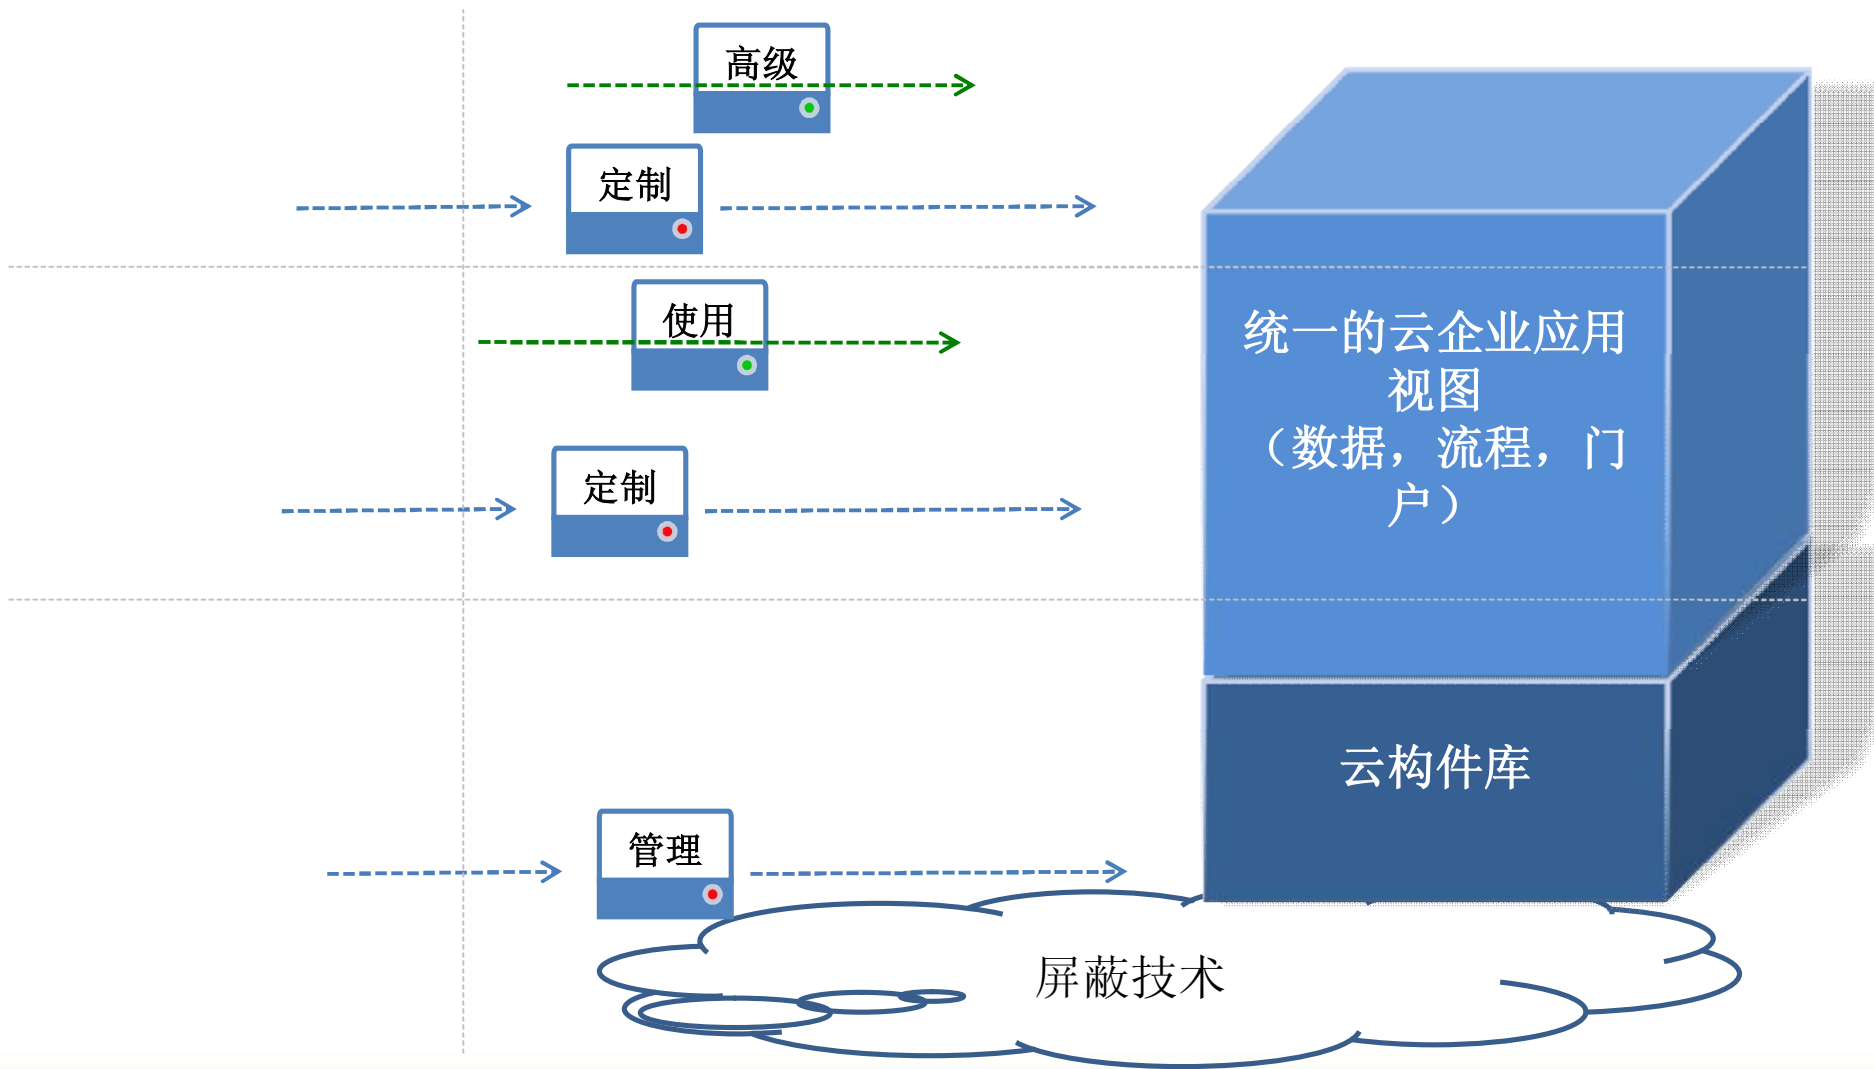 高级
定制
使用
统一的云企业应用
视图
（数据，流程，门
户）
定制
云构件库
管理
屏蔽技术